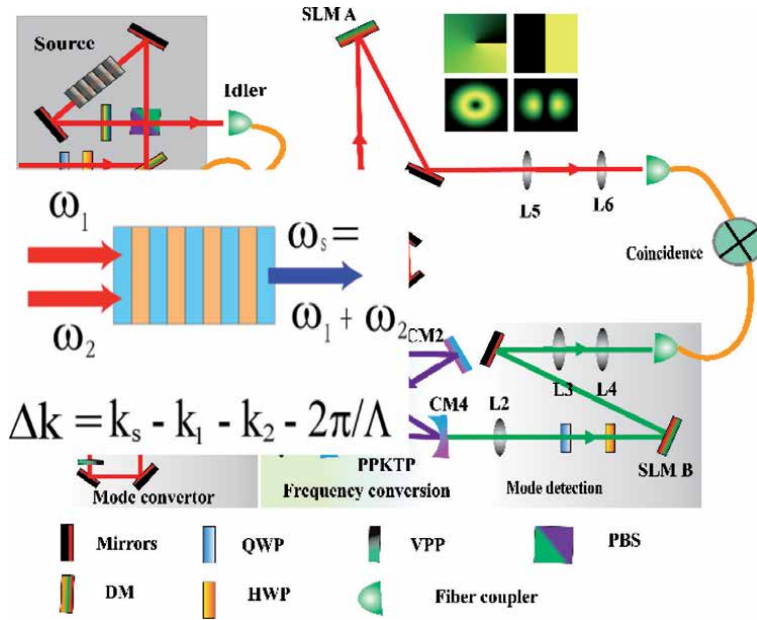 SLM A
Source
Idler
L5
L6
ω₁
ωₛ =
Coincidence
ω₂
ω₁ + ω₂
CM2
L3
L4
CM4
L2
Δk = kₛ - k₁ - k₂ - 2π/Λ
PPKTP
SLM B
Mode convertor
Frequency conversion
Mode detection
Mirrors
QWP
VPP
PBS
DM
HWP
Fiber coupler